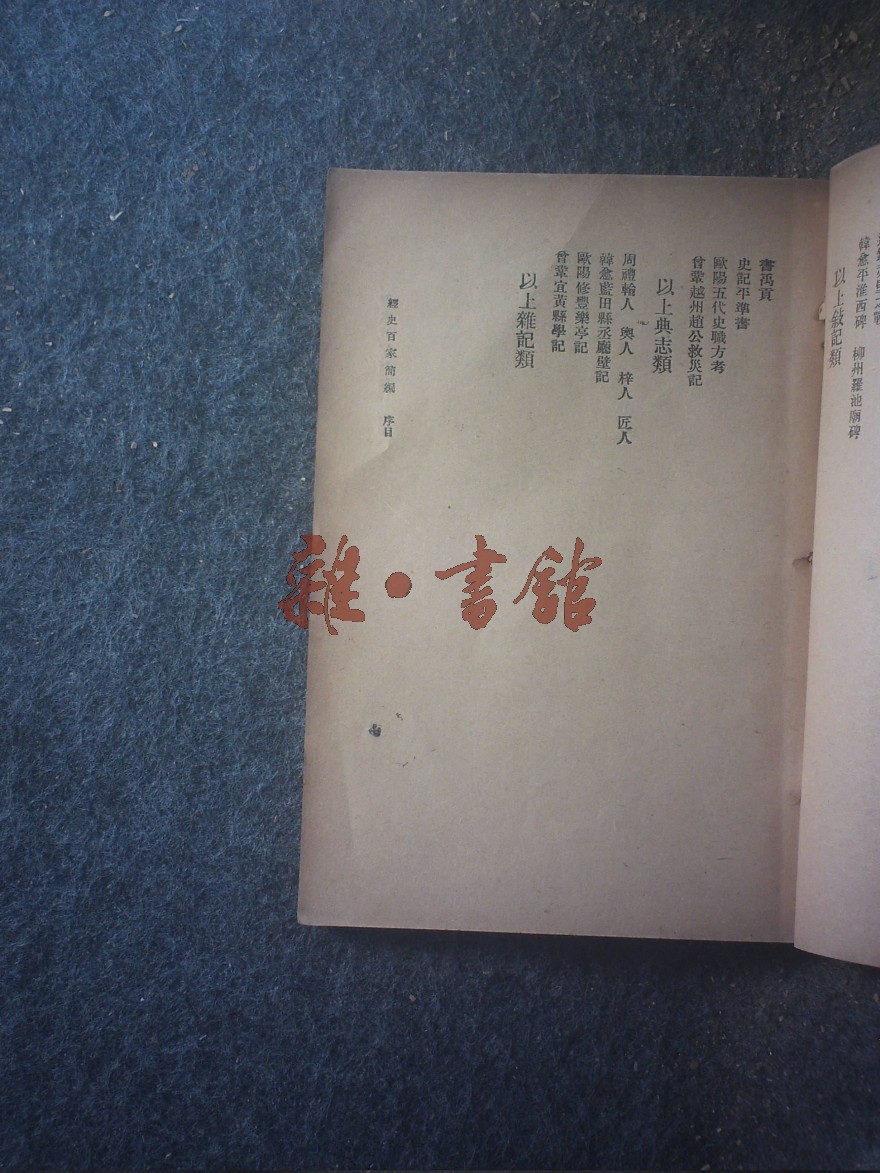 韓愈平淮西碑　柳州羅池廟碑
以上敍記類
書禹貢
史記平準書
歐陽五代史職方考
曾鞏越州趙公救災記
以上典志類
周禮輪人　輿人　梓人　匠人
韓愈藍田縣丞廳壁記
歐陽修豐樂亭記
曾鞏宜黃縣學記
以上雜記類
經史百家簡編　序目
雜·書館